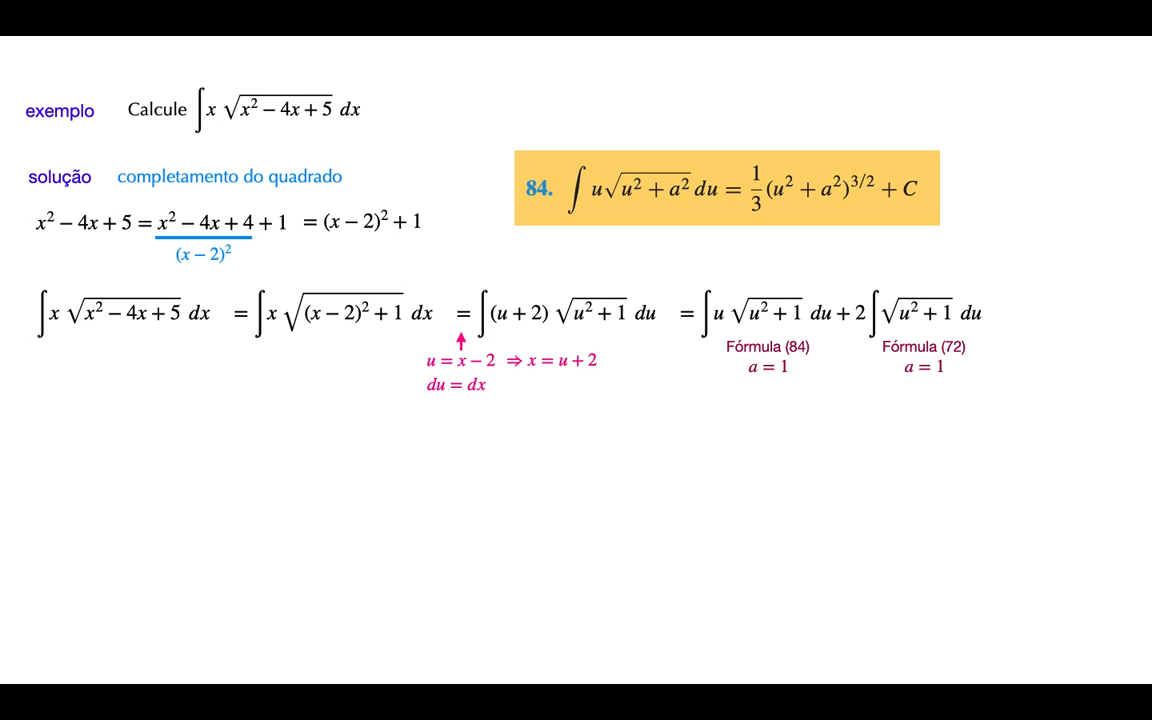 exemplo Calcule ∫ x √(x² − 4x + 5) dx
solução completamento do quadrado
84. ∫ u√(u² + a²) du = 1/3 (u² + a²)^(3/2) + C
x² − 4x + 5 = x² − 4x + 4 + 1 = (x − 2)² + 1
(x − 2)²
∫ x √(x² − 4x + 5) dx = ∫ x √((x − 2)² + 1) dx = ∫ (u + 2) √(u² + 1) du = ∫ u √(u² + 1) du + 2 ∫ √(u² + 1) du
Fórmula (84) Fórmula (72)
u = x − 2 ⇒ x = u + 2
a = 1 a = 1
du = dx